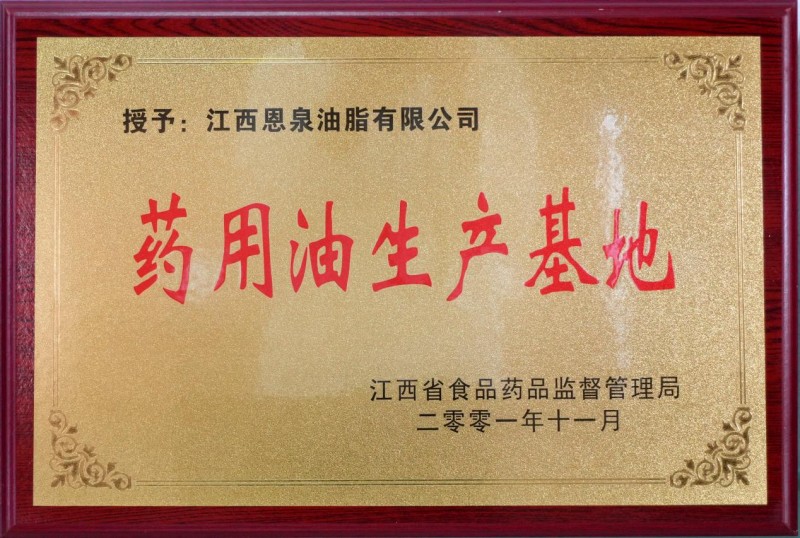 授予：江西恩泉油脂有限公司
药用油生产基地
江西省食品药品监督管理局
二零零一年十一月